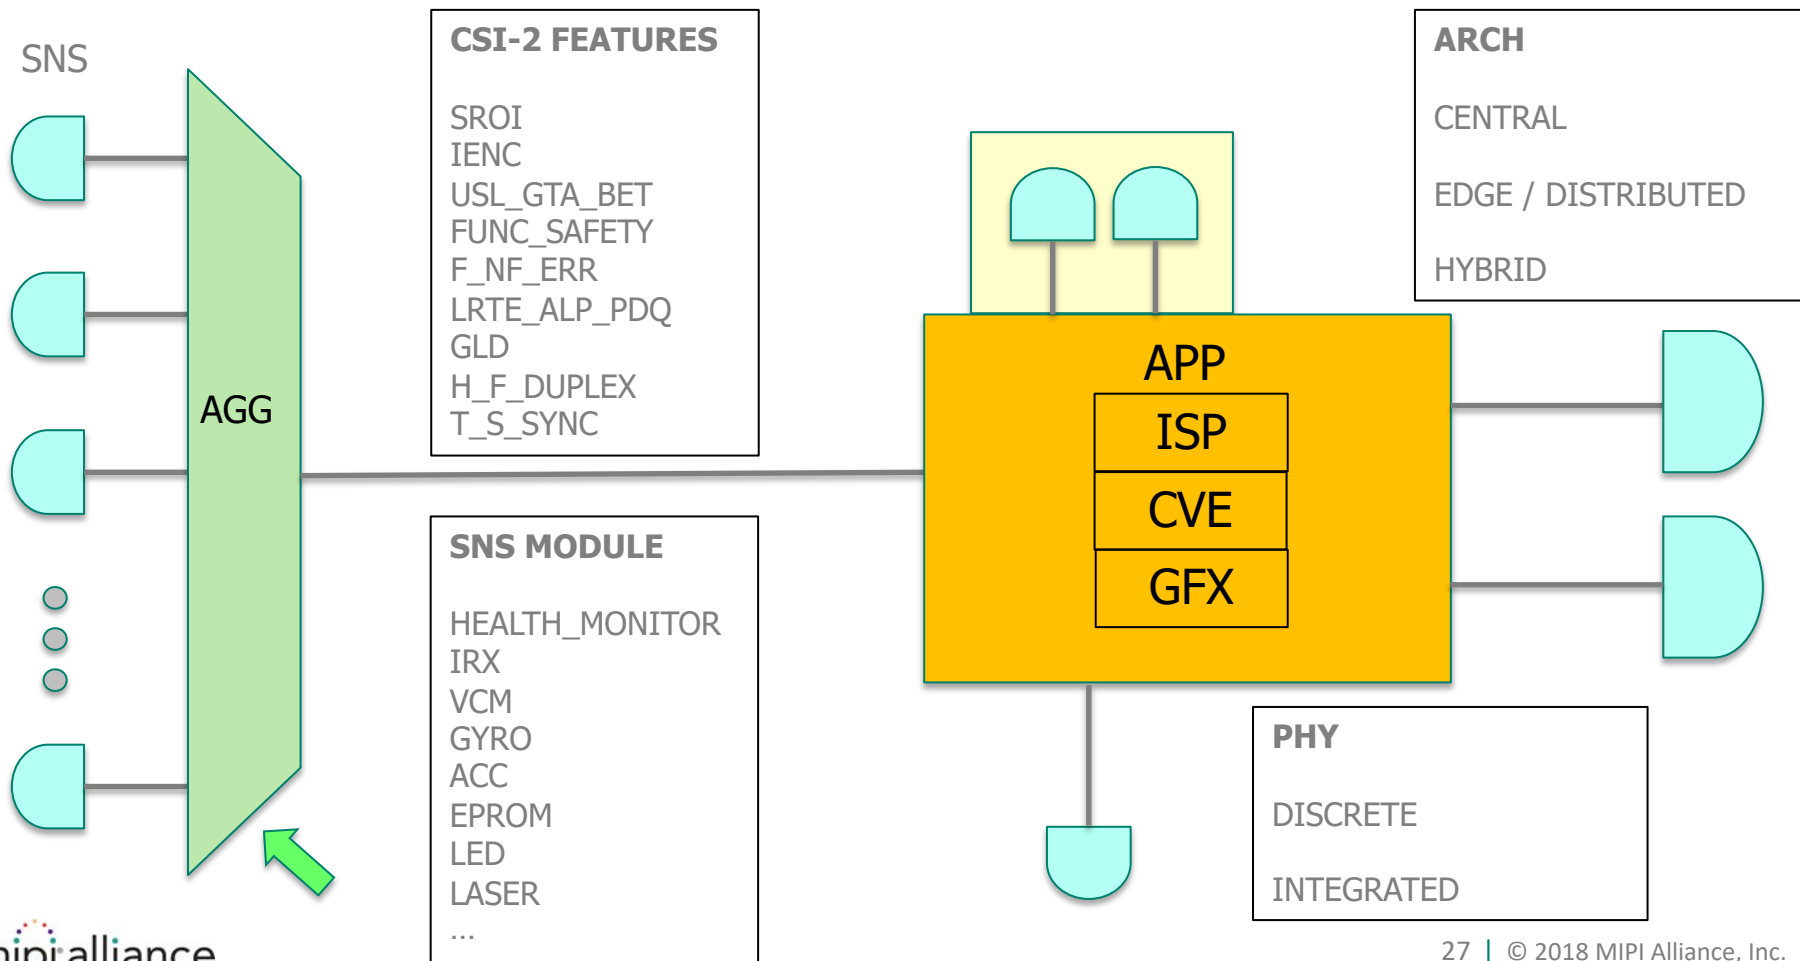 SNS
AGG
CSI-2 FEATURES
SROI
IENC
USL_GTA_BET
FUNC_SAFETY
F_NF_ERR
LRTE_ALP_PDQ
GLD
H_F_DUPLEX
T_S_SYNC
SNS MODULE
HEALTH_MONITOR
IRX
VCM
GYRO
ACC
EPROM
LED
LASER
...
APP
ISP
CVE
GFX
ARCH
CENTRAL
EDGE / DISTRIBUTED
HYBRID
PHY
DISCRETE
INTEGRATED
mipi alliance
27 | © 2018 MIPI Alliance, Inc.